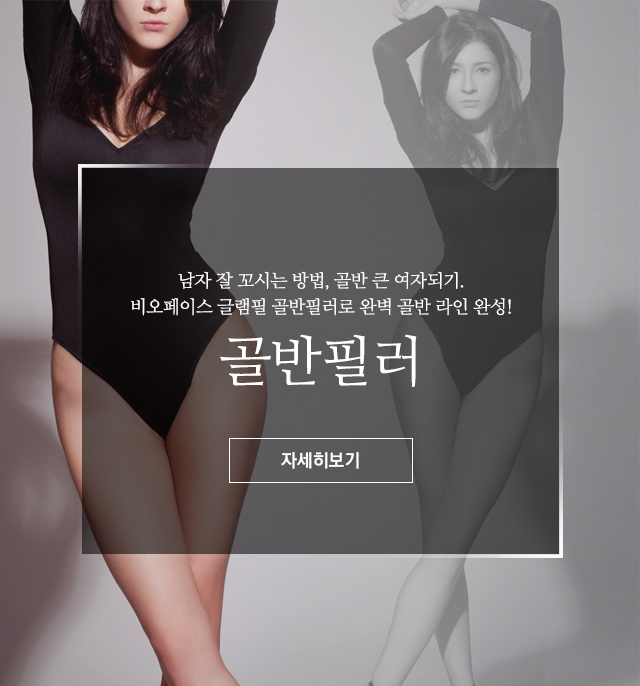 남자 잘 꼬시는 방법, 골반 큰 여자되기.
비오페이스 글램필 골반필러로 완벽 골반 라인 완성!
골반필러
자세히보기